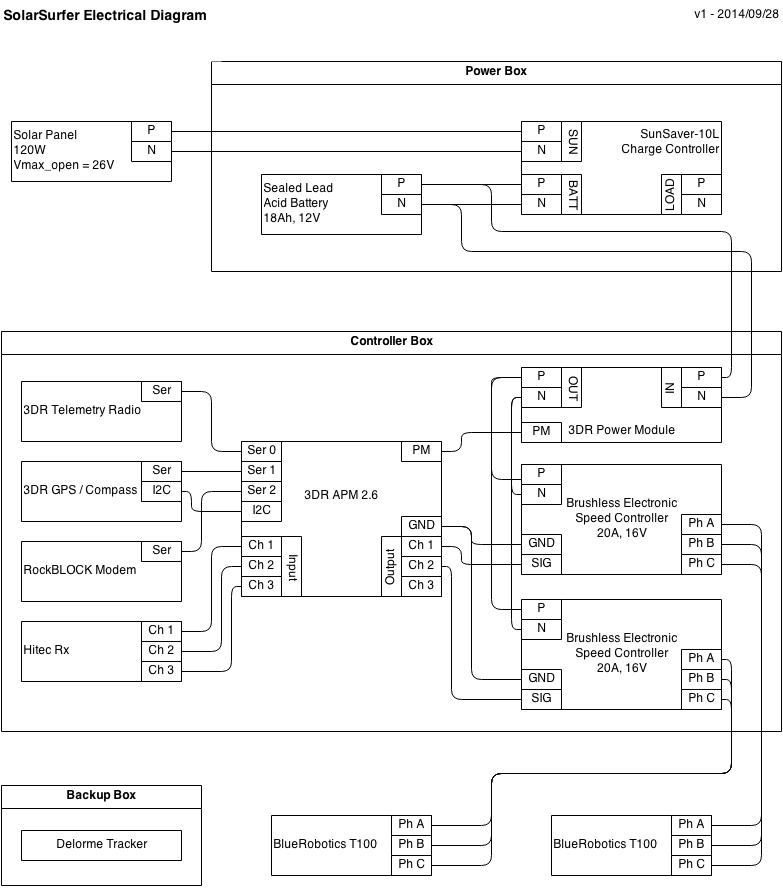 SolarSurfer Electrical Diagram
v1 - 2014/09/28
Power Box
Solar Panel
120W
Vmax_open = 26V
P
N
P
N
SUN
SunSaver-10L
Charge Controller
Sealed Lead
Acid Battery
18Ah, 12V
P
N
P
N
BATT
LOAD
P
N
Controller Box
P
N
OUT
IN
P
N
PM
3DR Power Module
3DR Telemetry Radio
Ser
3DR GPS / Compass
Ser
I2C
RockBLOCK Modem
Ser
Hitec Rx
Ch 1
Ch 2
Ch 3
Ser 0
Ser 1
Ser 2
I2C
3DR APM 2.6
PM
GND
Ch 1
Ch 2
Ch 3
Input
Output
Ch 1
Ch 2
Ch 3
P
N
Brushless Electronic
Speed Controller
20A, 16V
GND
SIG
Ph A
Ph B
Ph C
P
N
Brushless Electronic
Speed Controller
20A, 16V
GND
SIG
Ph A
Ph B
Ph C
Backup Box
Delorme Tracker
BlueRobotics T100
Ph A
Ph B
Ph C
BlueRobotics T100
Ph A
Ph B
Ph C